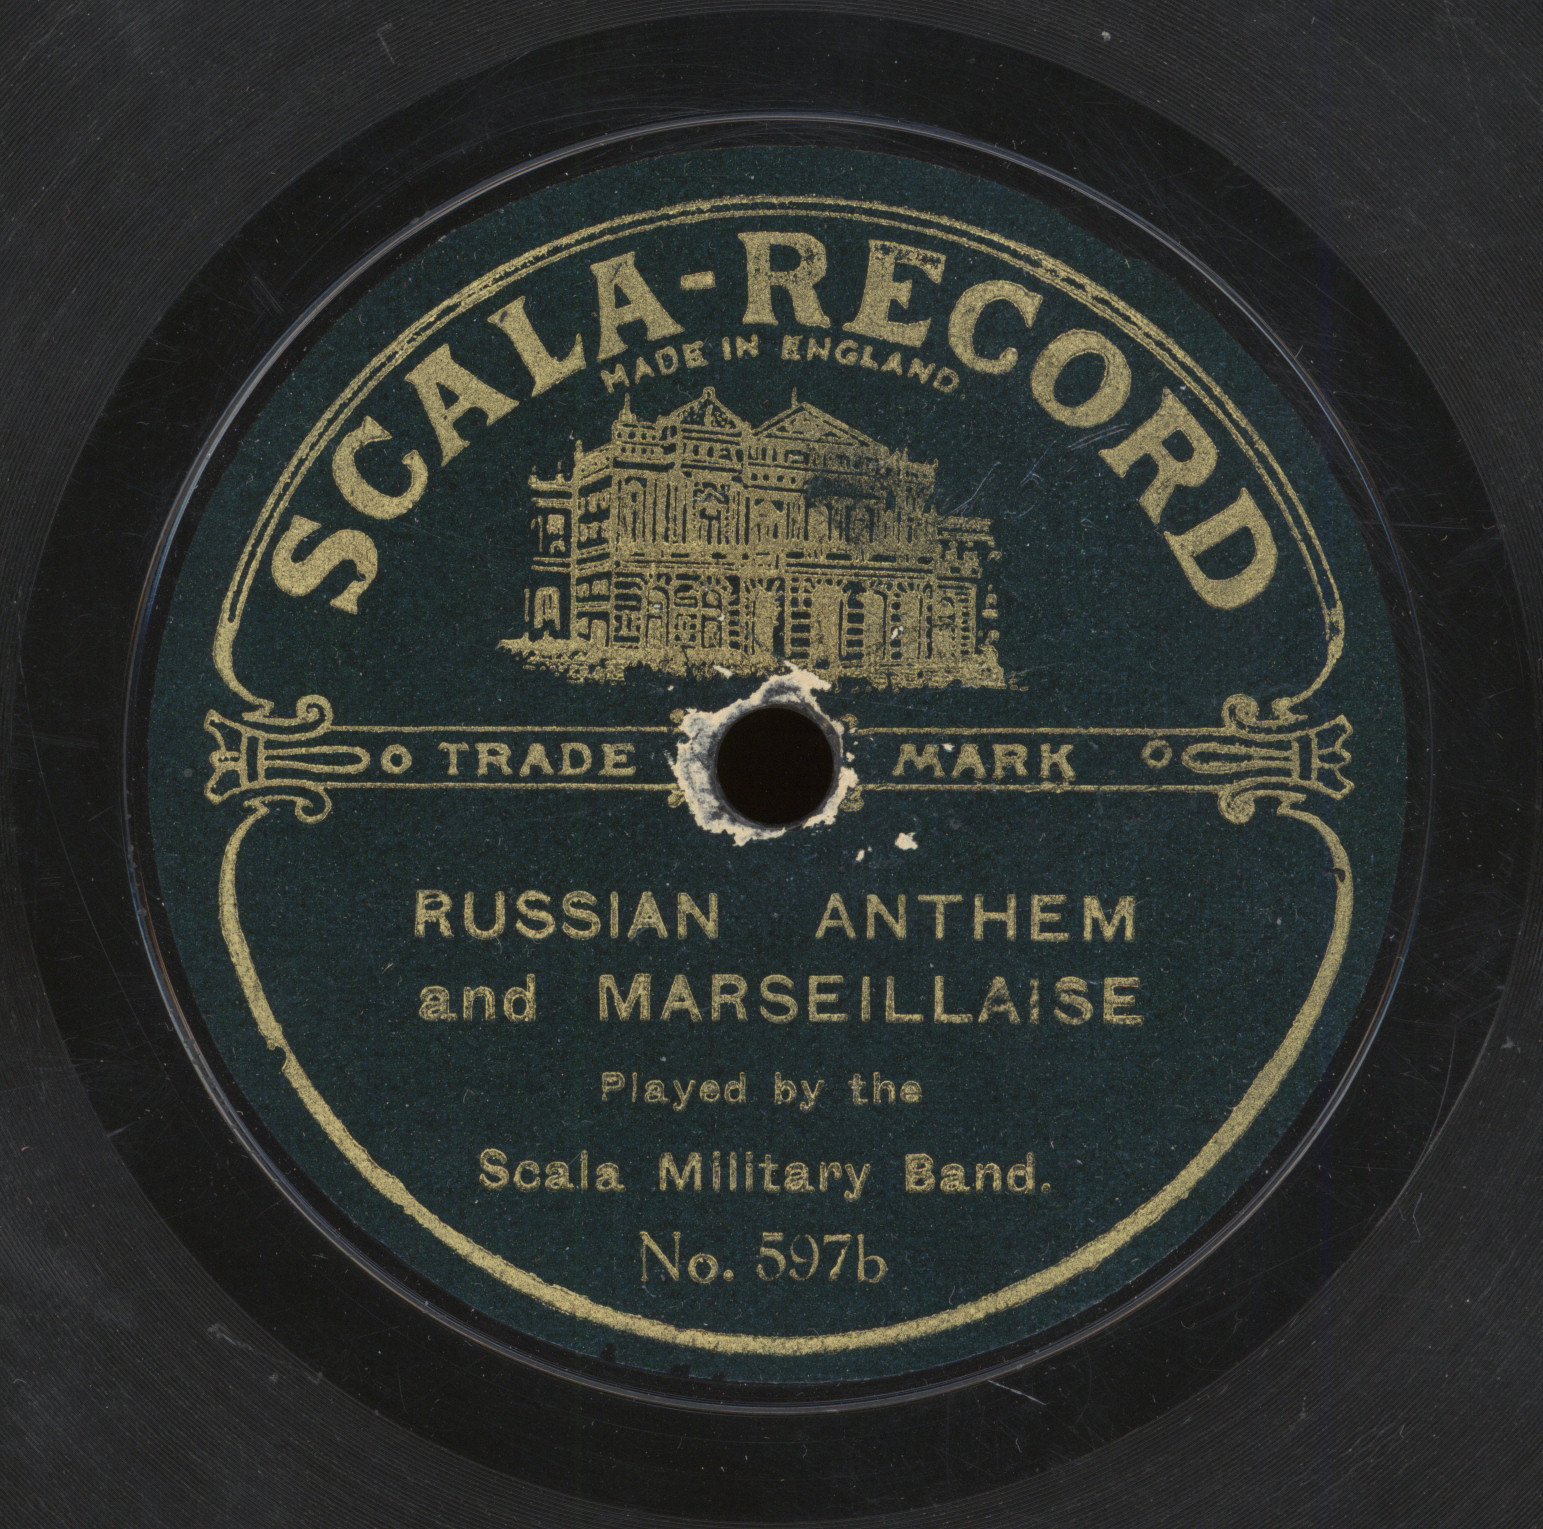 SCALA-RECORD
MADE IN ENGLAND.
TRADE MARK
RUSSIAN ANTHEM
and MARSEILLAISE
Played by the
Scala Military Band.
No. 597b